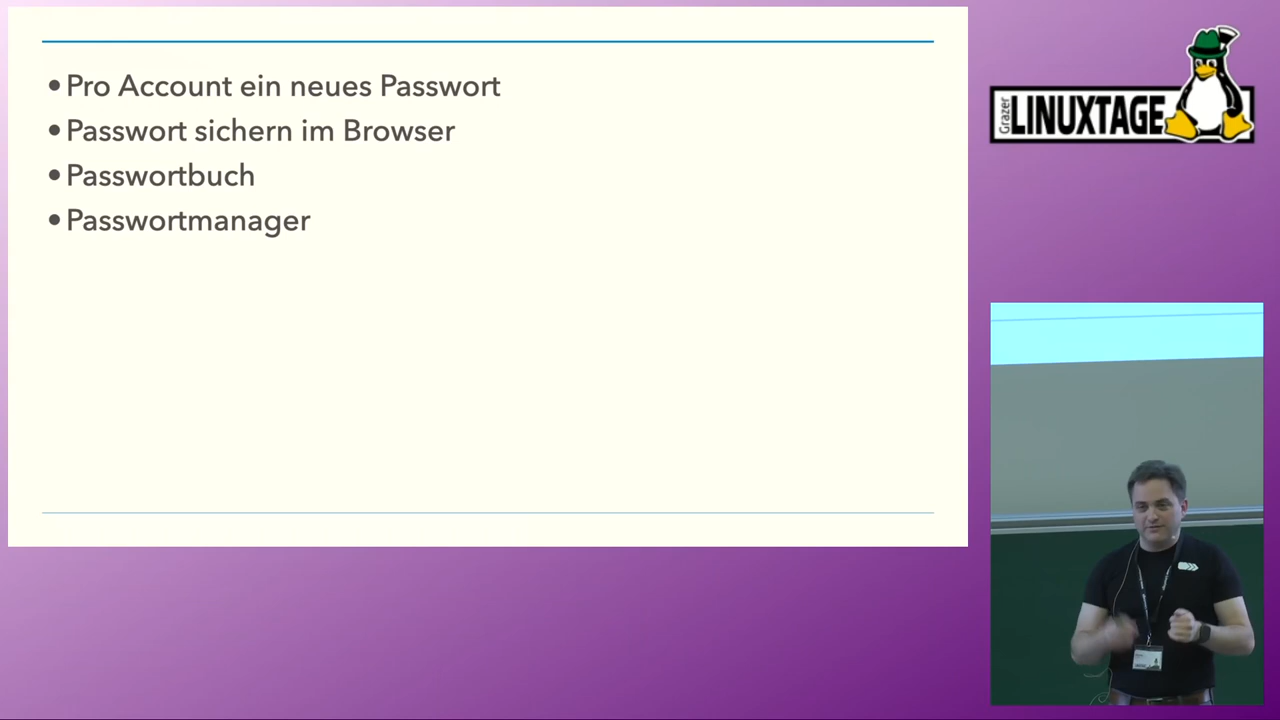 • Pro Account ein neues Passwort
• Passwort sichern im Browser
• Passwortbuch
• Passwortmanager
Grazer
LINUXTAGE